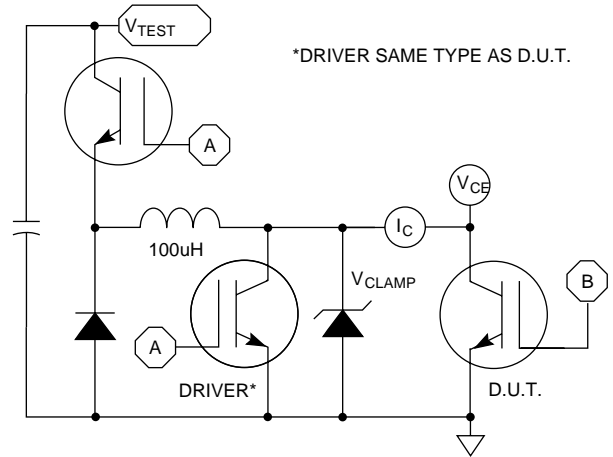 VTEST
*DRIVER SAME TYPE AS D.U.T.
A
VCE
IC
100uH
VCLAMP
B
A
DRIVER*
D.U.T.